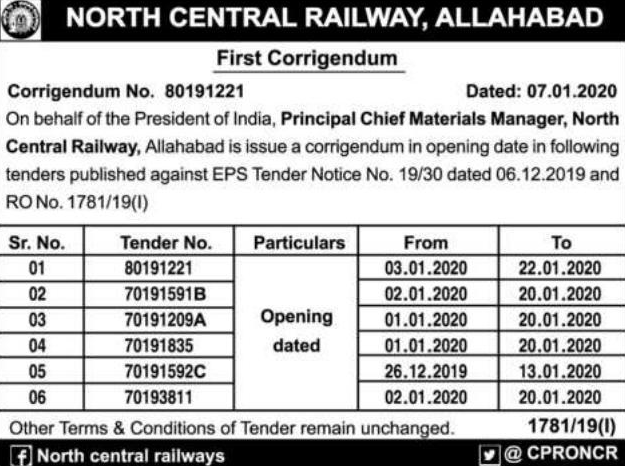 NORTH CENTRAL RAILWAY, ALLAHABAD
First Corrigendum
Corrigendum No. 80191221 Dated: 07.01.2020
On behalf of the President of India, Principal Chief Materials Manager, North
Central Railway, Allahabad is issue a corrigendum in opening date in following
tenders published against EPS Tender Notice No. 19/30 dated 06.12.2019 and
RO No. 1781/19(I)
Sr. No. Tender No. Particulars From To
01 80191221 03.01.2020 22.01.2020
02 70191591B 02.01.2020 20.01.2020
03 70191209A Opening 01.01.2020 20.01.2020
04 70191835 dated 01.01.2020 20.01.2020
05 70191592C 26.12.2019 13.01.2020
06 70193811 02.01.2020 20.01.2020
Other Terms & Conditions of Tender remain unchanged. 1781/19(I)
f North central railways @ CPRONCR